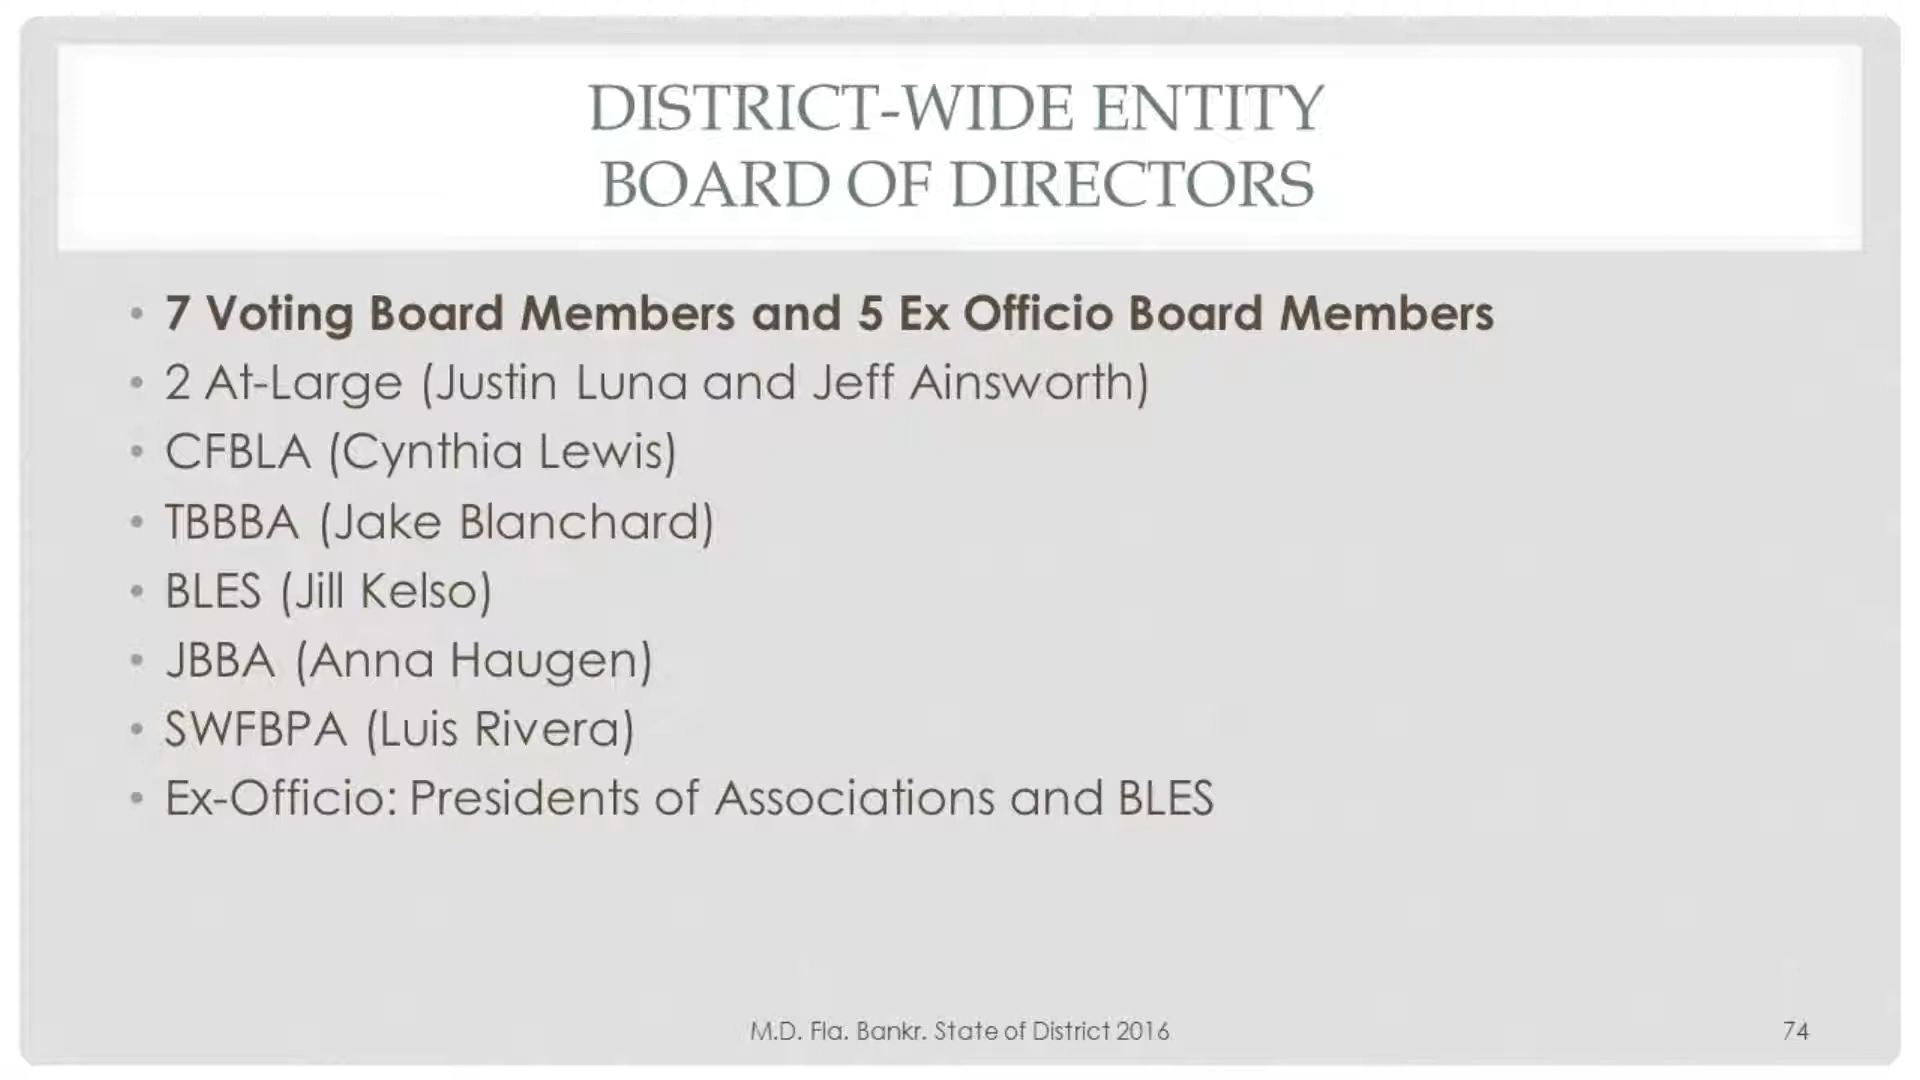 DISTRICT-WIDE ENTITY
BOARD OF DIRECTORS
• 7 Voting Board Members and 5 Ex Officio Board Members
• 2 At-Large (Justin Luna and Jeff Ainsworth)
• CFBLA (Cynthia Lewis)
• TBBBA (Jake Blanchard)
• BLES (Jill Kelso)
• JBBA (Anna Haugen)
• SWFBPA (Luis Rivera)
• Ex-Officio: Presidents of Associations and BLES
M.D. Fla. Bankr. State of District 2016
74